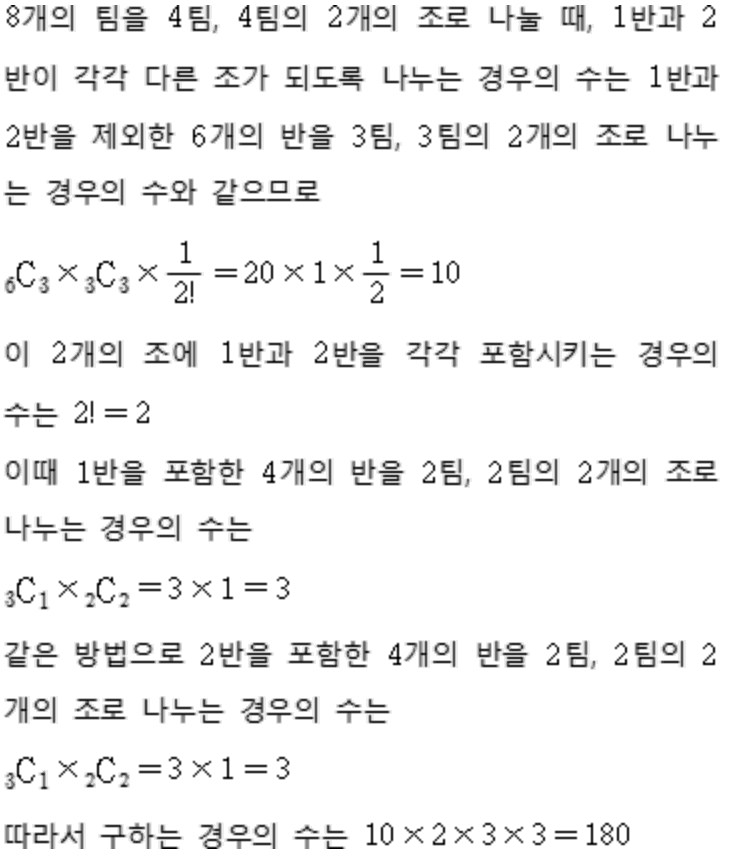 8개의 팀을 4팀, 4팀의 2개의 조로 나눌 때, 1반과 2
반이 각각 다른 조가 되도록 나누는 경우의 수는 1반과
2반을 제외한 6개의 반을 3팀, 3팀의 2개의 조로 나누
는 경우의 수와 같으므로
₆C₃×₃C₃×1/2!=20×1×1/2=10
이 2개의 조에 1반과 2반을 각각 포함시키는 경우의
수는 2!=2
이때 1반을 포함한 4개의 반을 2팀, 2팀의 2개의 조로
나누는 경우의 수는
₃C₁×₂C₂=3×1=3
같은 방법으로 2반을 포함한 4개의 반을 2팀, 2팀의 2
개의 조로 나누는 경우의 수는
₃C₁×₂C₂=3×1=3
따라서 구하는 경우의 수는 10×2×3×3=180